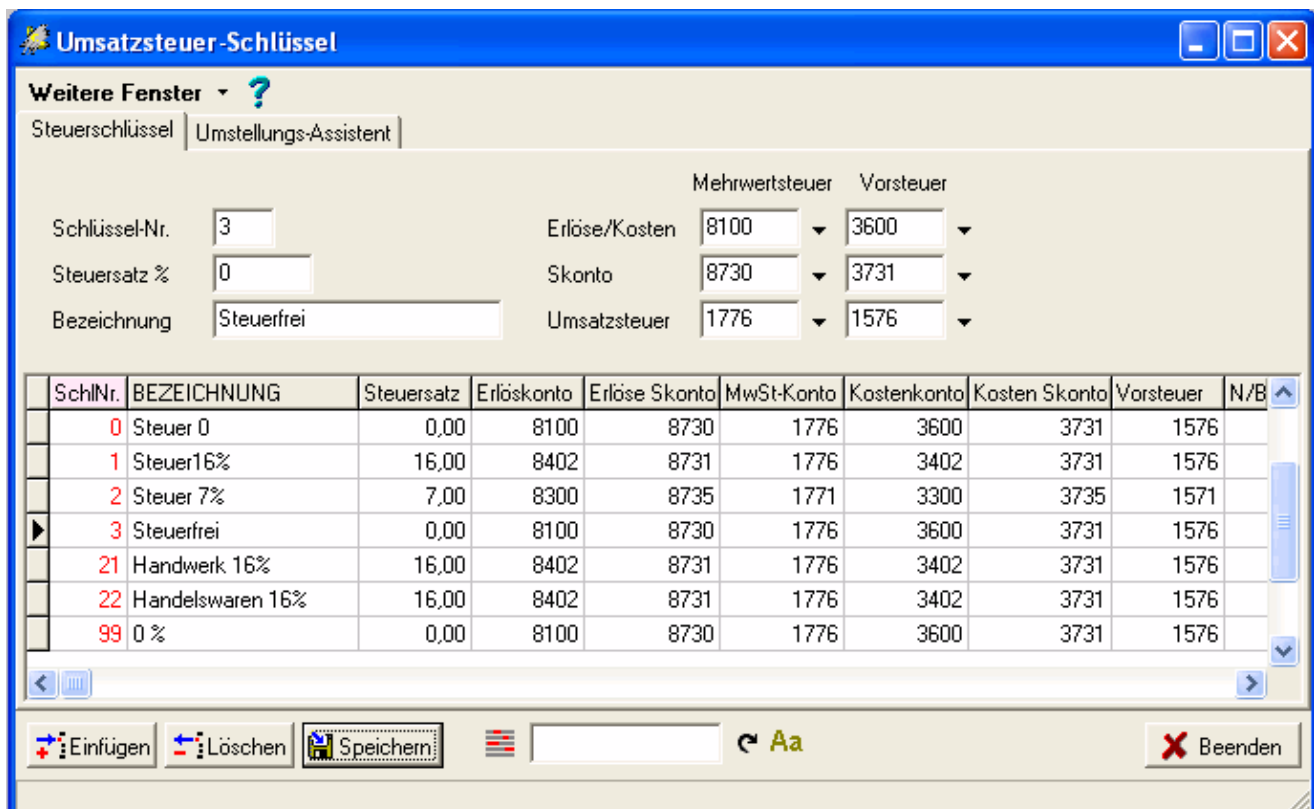 Umsatzsteuer-Schlüssel
Weitere Fenster
Steuerschlüssel Umstellungs-Assistent
Mehrwertsteuer Vorsteuer
Schlüssel-Nr. 3 Erlöse/Kosten 8100 3600
Steuersatz % 0 Skonto 8730 3731
Bezeichnung Steuerfrei Umsatzsteuer 1776 1576
SchlNr. BEZEICHNUNG Steuersatz Erlöskonto Erlöse Skonto MwSt-Konto Kostenkonto Kosten Skonto Vorsteuer N/B
0 Steuer 0 0,00 8100 8730 1776 3600 3731 1576
1 Steuer16% 16,00 8402 8731 1776 3402 3731 1576
2 Steuer 7% 7,00 8300 8735 1771 3300 3735 1571
3 Steuerfrei 0,00 8100 8730 1776 3600 3731 1576
21 Handwerk 16% 16,00 8402 8731 1776 3402 3731 1576
22 Handelswaren 16% 16,00 8402 8731 1776 3402 3731 1576
99 0 % 0,00 8100 8730 1776 3600 3731 1576
Einfügen Löschen Speichern Aa Beenden